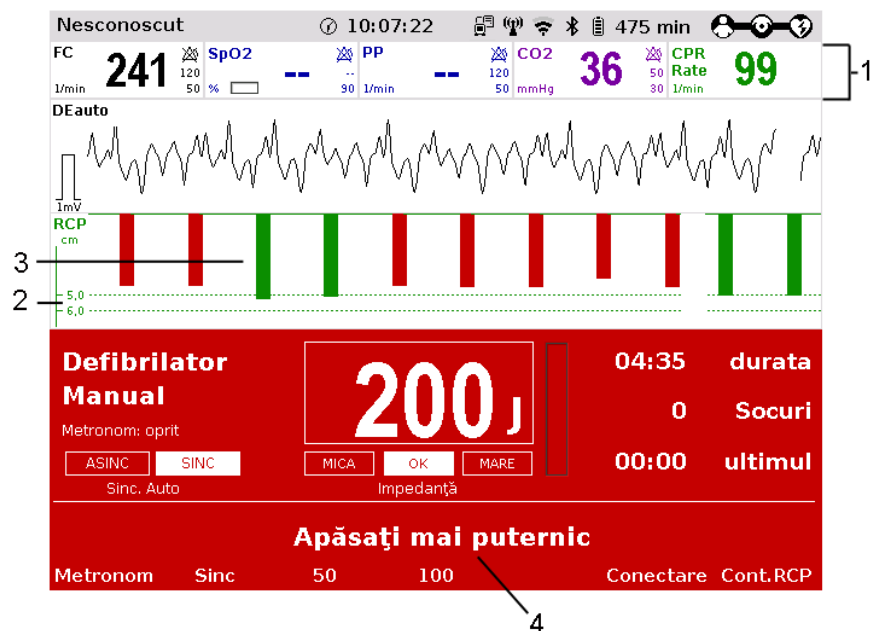 Nesconoscut 10:07:22 475 min
FC 241 120 50 1/min
SpO2 -- -- 90 %
PP -- 120 50 1/min
CO2 36 50 30 mmHg
CPR Rate 99 1/min
1
DEauto
1mV
RCP
cm
3
5,0
2
6,0
Defibrilator
Manual
Metronom: oprit
ASINC SINC
Sinc. Auto
200 J
MICA OK MARE
Impedanţă
04:35 durata
0 Socuri
00:00 ultimul
Apăsaţi mai puternic
Metronom Sinc 50 100 Conectare Cont.RCP
4